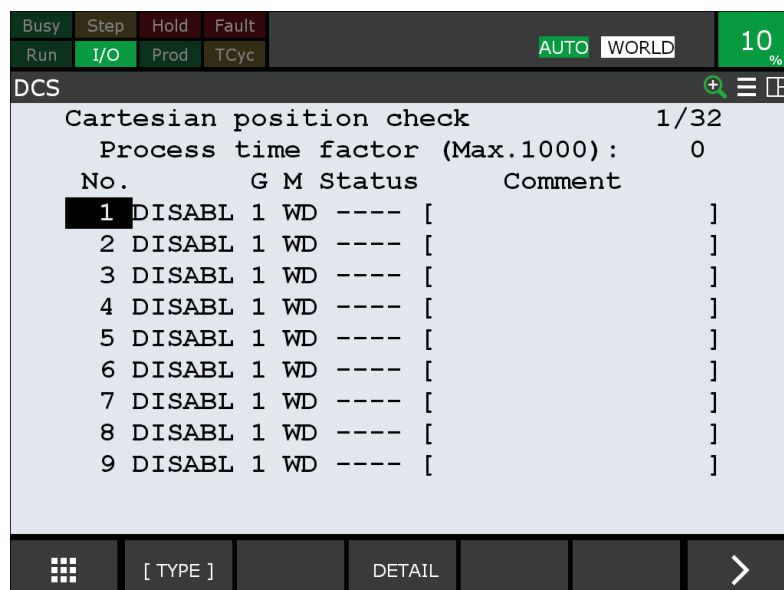 Busy Step Hold Fault
Run I/O Prod TCyc AUTO WORLD 10 %
DCS
Cartesian position check 1/32
Process time factor (Max.1000): 0
No. G M Status Comment
1 DISABL 1 WD ---- [ ]
2 DISABL 1 WD ---- [ ]
3 DISABL 1 WD ---- [ ]
4 DISABL 1 WD ---- [ ]
5 DISABL 1 WD ---- [ ]
6 DISABL 1 WD ---- [ ]
7 DISABL 1 WD ---- [ ]
8 DISABL 1 WD ---- [ ]
9 DISABL 1 WD ---- [ ]
[ TYPE ] DETAIL